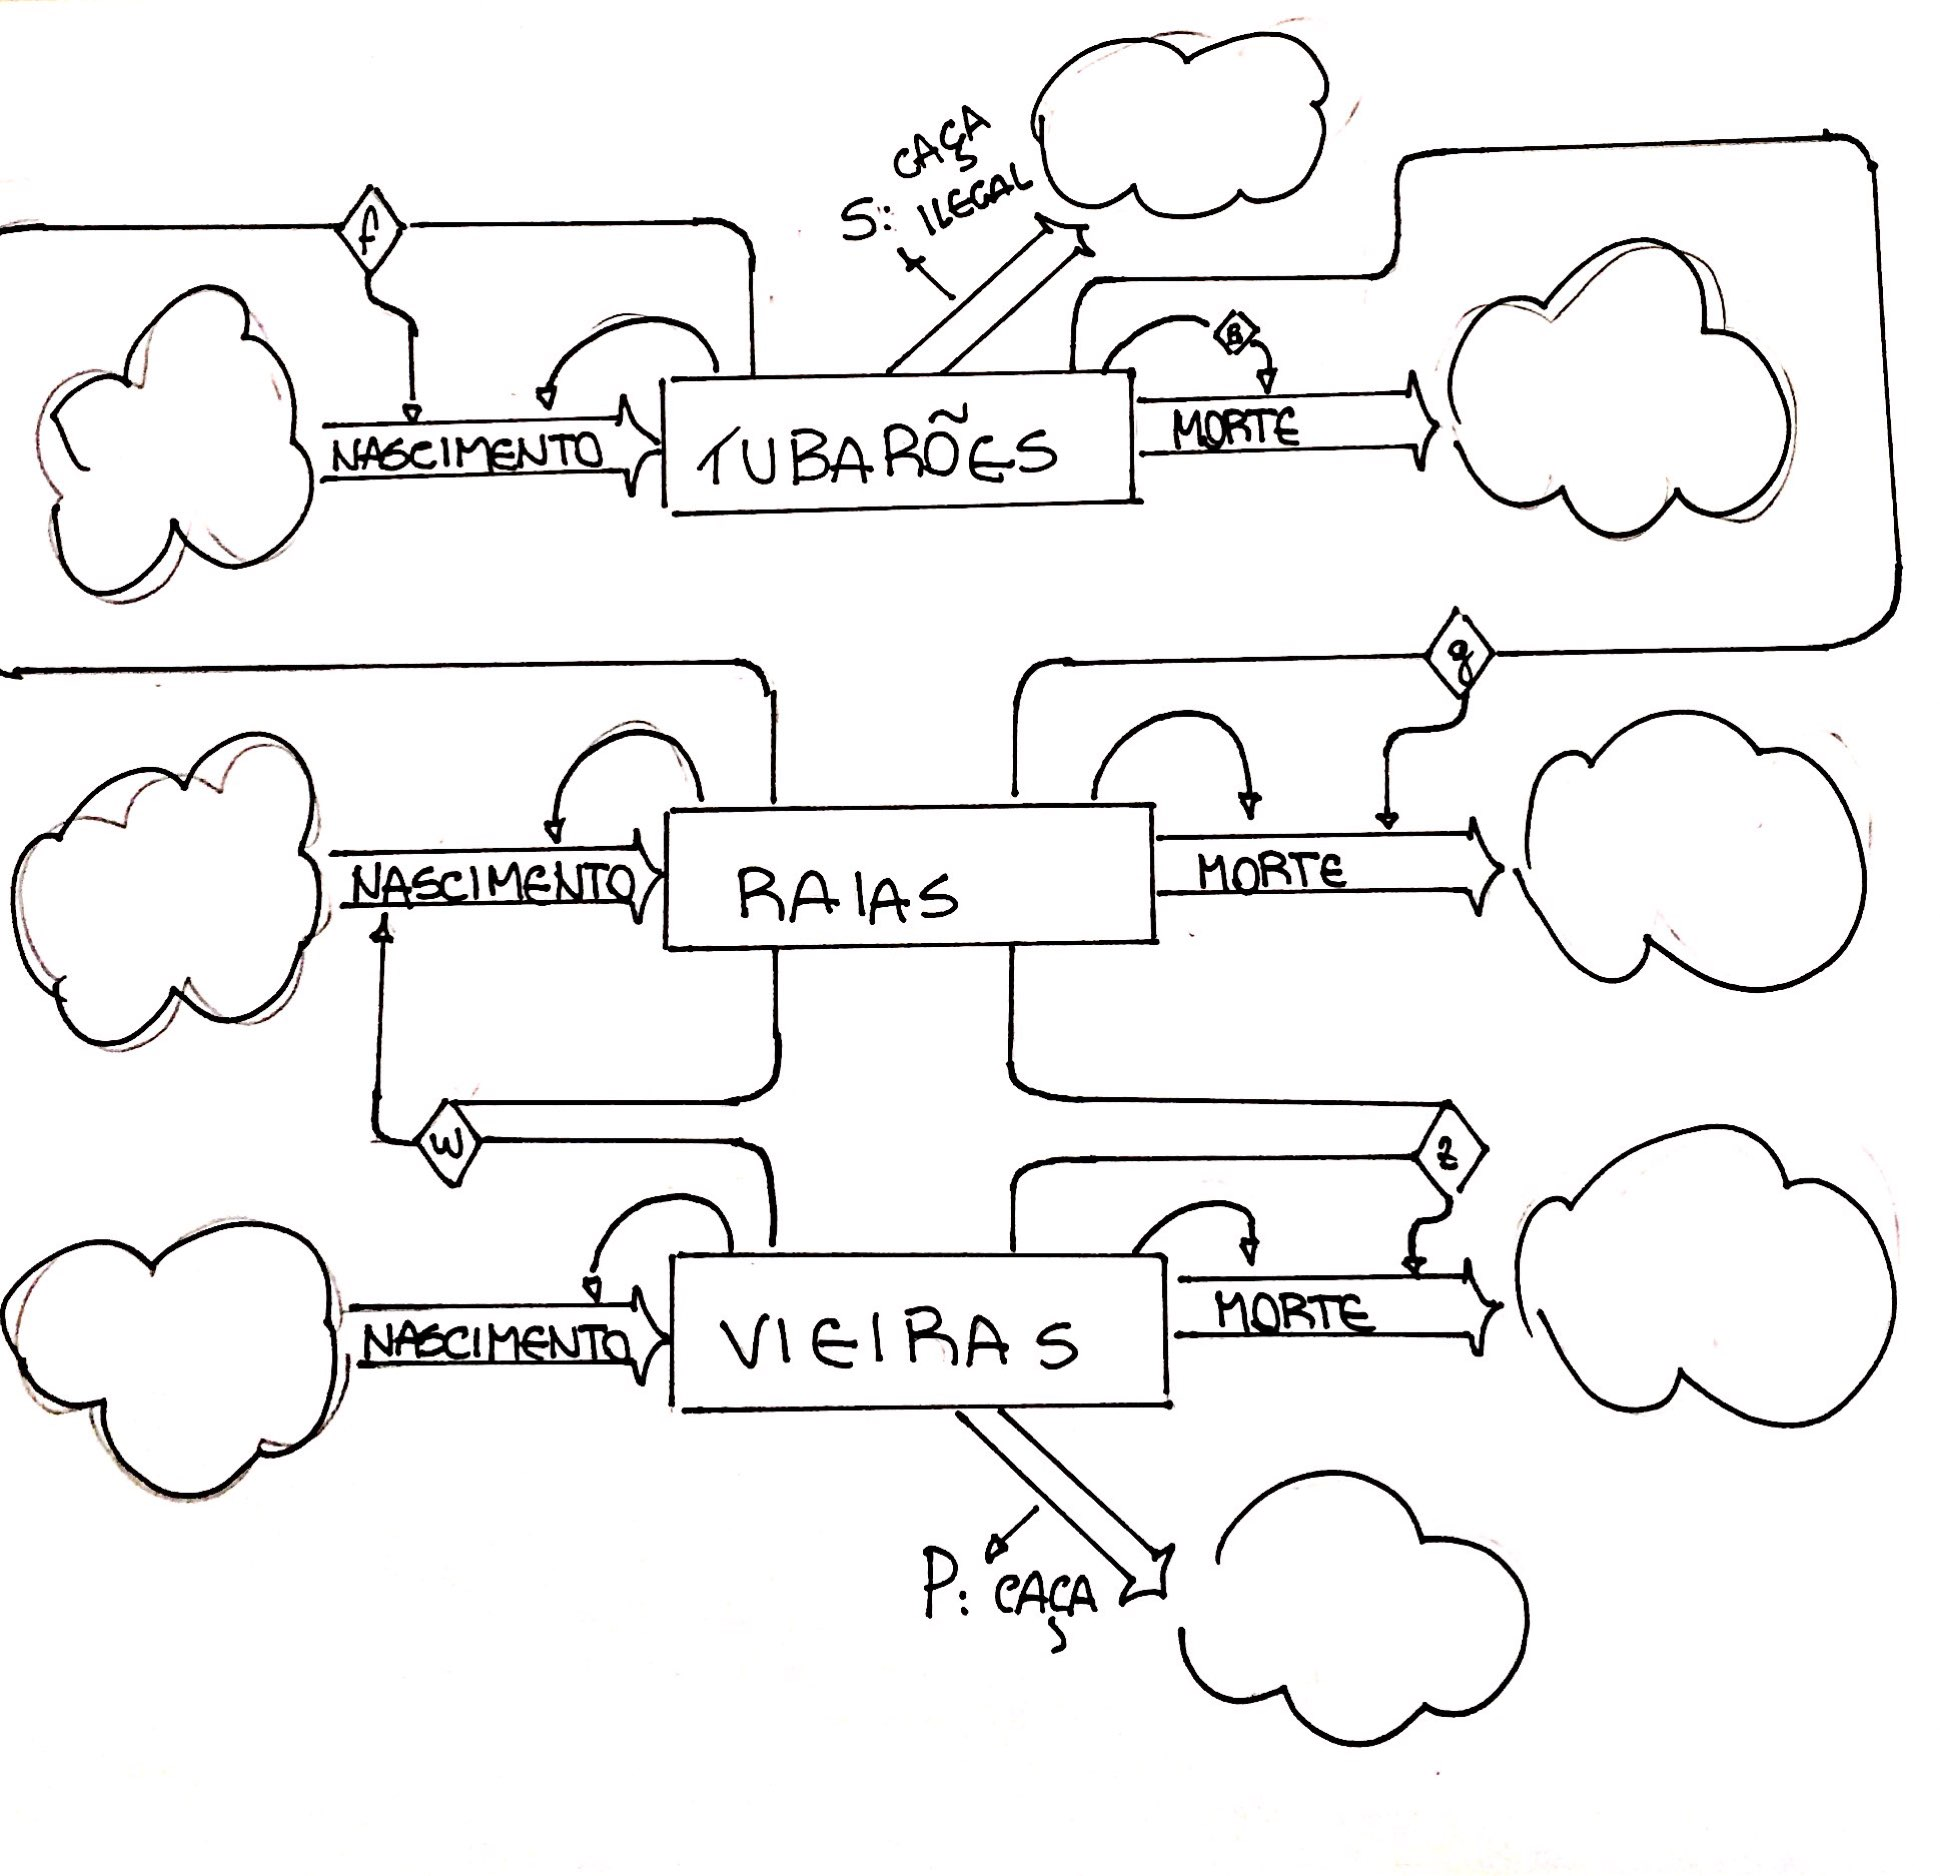 CAÇA
S: ILEGAL
f
B
NASCIMENTO
TUBARÕES
MORTE
g
NASCIMENTO
RAIAS
MORTE
w
z
NASCIMENTO
VIEIRAS
MORTE
P: CAÇA